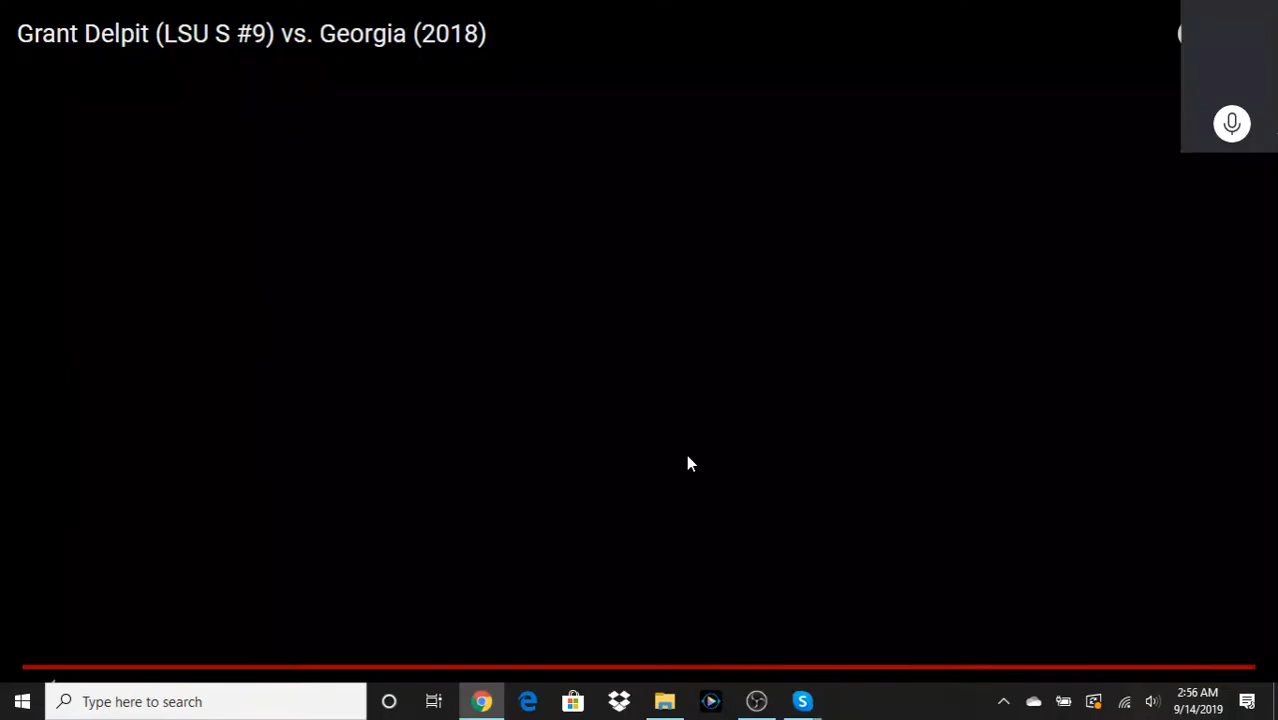 Grant Delpit (LSU S #9) vs. Georgia (2018)
Type here to search
2:56 AM
9/14/2019